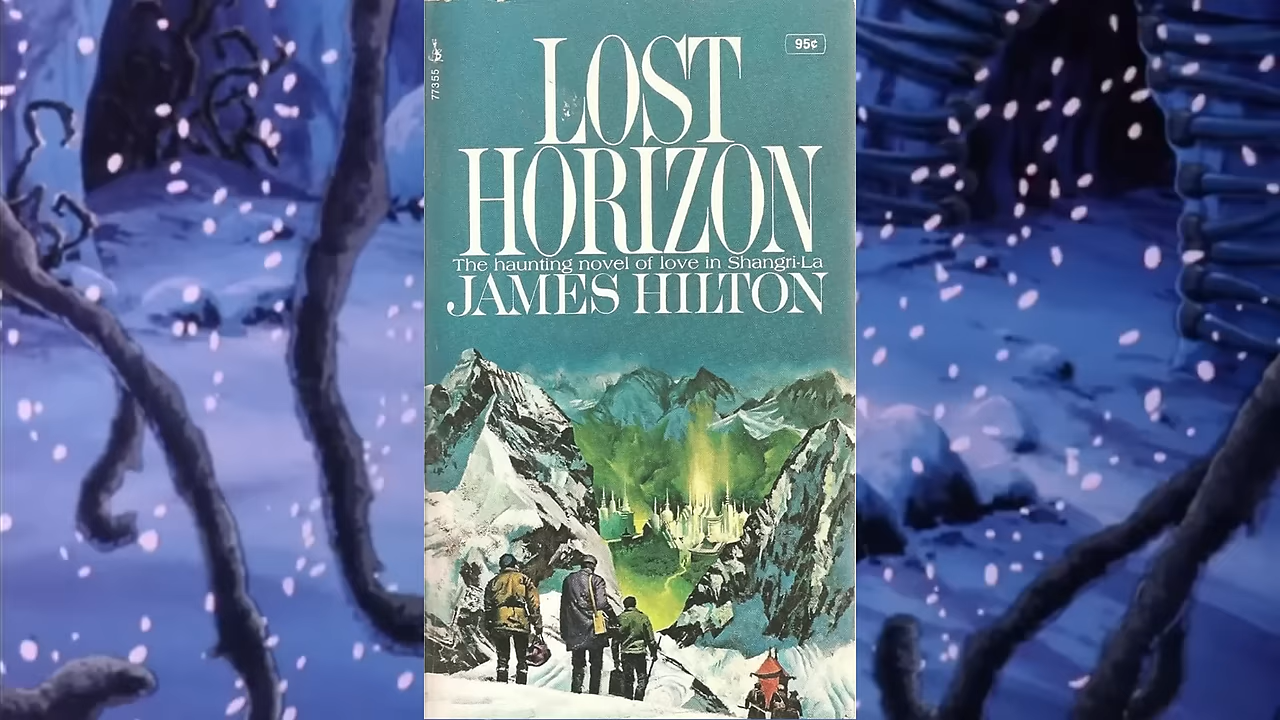 95¢
77355
LOST
HORIZON
The haunting novel of love in Shangri-La
JAMES HILTON